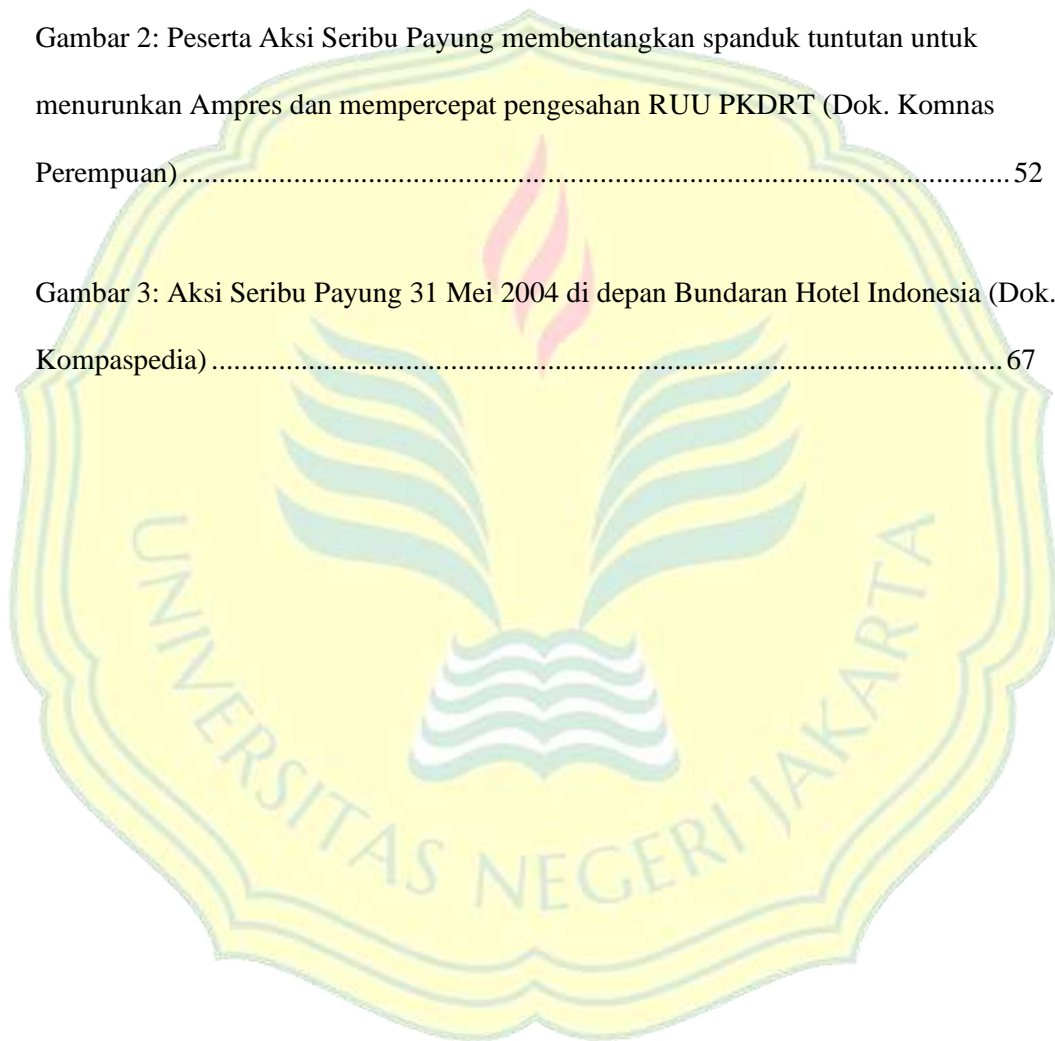 Gambar 2: Peserta Aksi Seribu Payung membentangkan spanduk tuntutan untuk
menurunkan Ampres dan mempercepat pengesahan RUU PKDRT (Dok. Komnas
Perempuan)................................................................................................................52
Gambar 3: Aksi Seribu Payung 31 Mei 2004 di depan Bundaran Hotel Indonesia (Dok.
Kompaspedia)...........................................................................................................67
UNIVERSITAS NEGERI JAKARTA